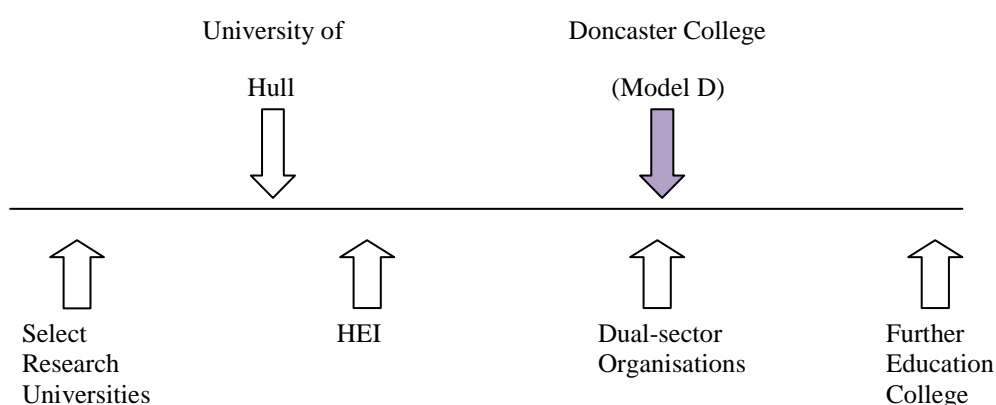 University of
Hull
Doncaster College
(Model D)
Select
Research
Universities
HEI
Dual-sector
Organisations
Further
Education
College